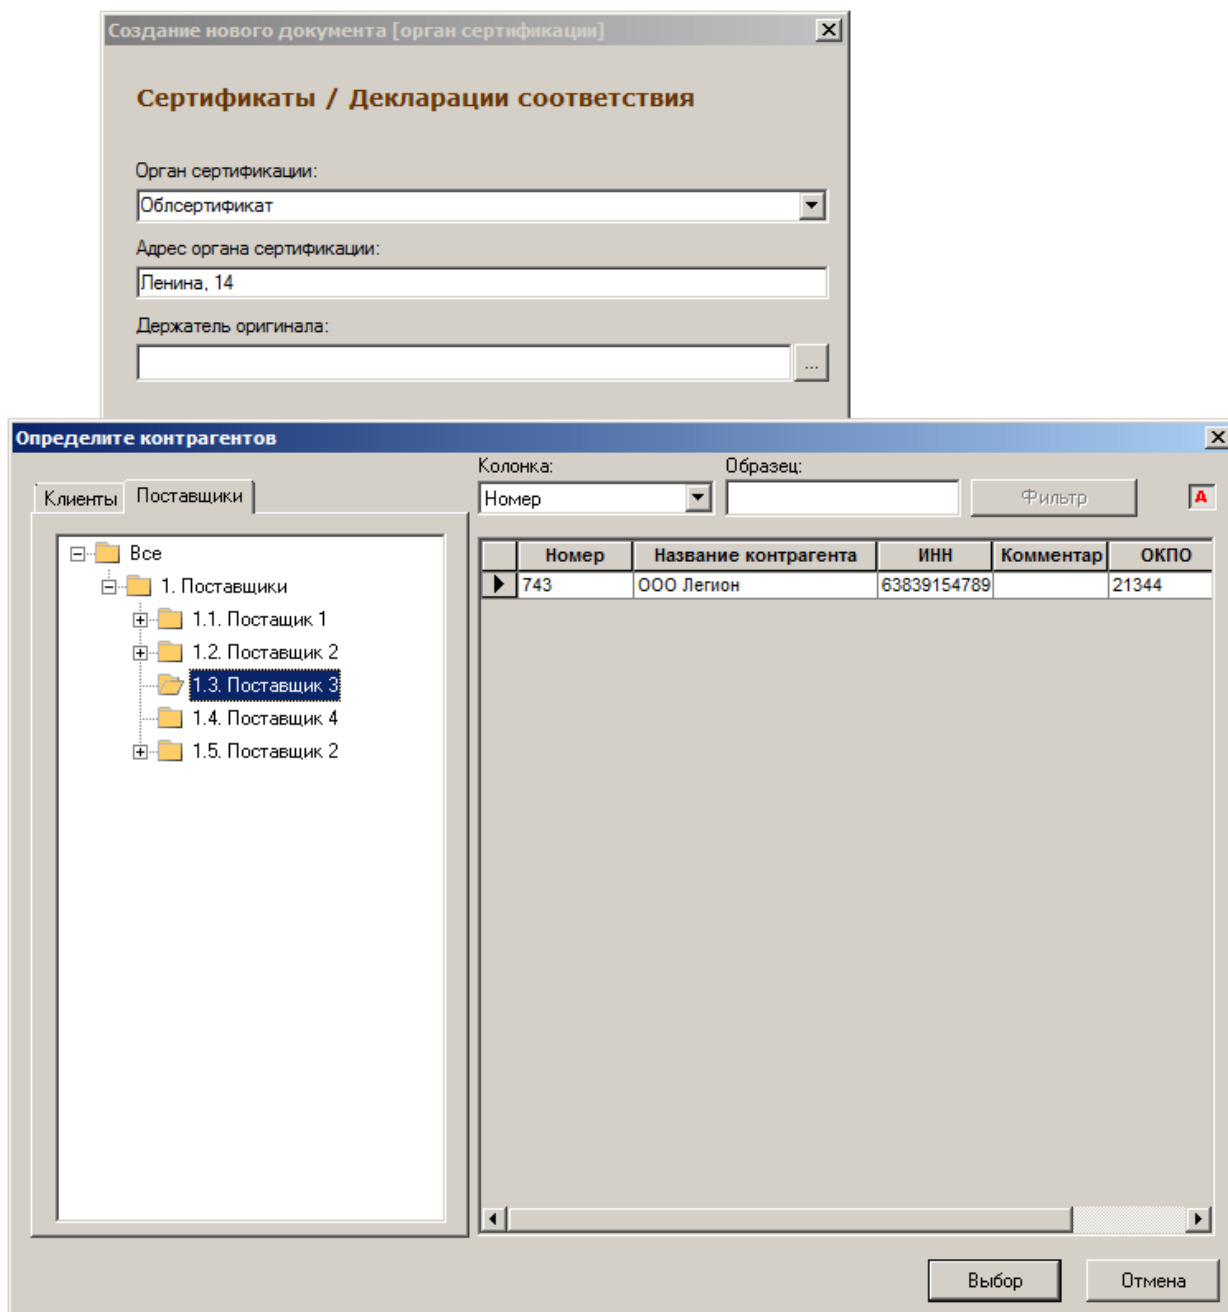 Создание нового документа [орган сертификации]
Сертификаты / Декларации соответствия
Орган сертификации:
Облсертификат
Адрес органа сертификации:
Ленина, 14
Держатель оригинала:
...
Определите контрагентов
Клиенты Поставщики
Колонка: Образец:
Номер Фильтр А
Все
1. Поставщики
1.1. Постащик 1
1.2. Поставщик 2
1.3. Поставщик 3
1.4. Поставщик 4
1.5. Поставщик 2
Номер Название контрагента ИНН Комментар ОКПО
743 ООО Легион 63839154789 21344
Выбор Отмена